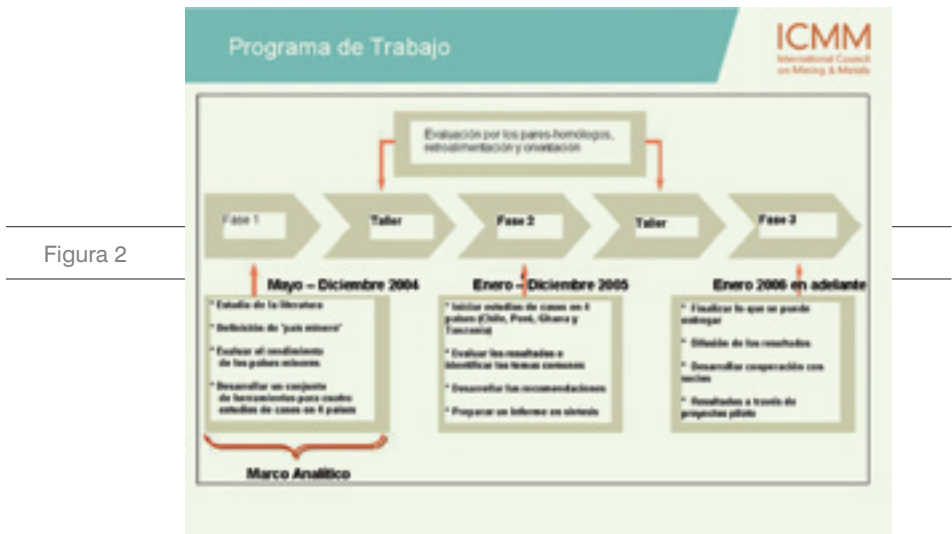 Programa de Trabajo
ICMM
International Council
on Mining & Metals
Evaluación por los pares-homólogos,
retroalimentación y orientación
Fase 1
Taller
Fase 2
Taller
Fase 3
Figura 2
Mayo – Diciembre 2004
Enero – Diciembre 2005
Enero 2006 en adelante
* Estudio de la literatura
* Definición de "país minero"
* Evaluar el rendimiento
de los países mineros
* Desarrollar un conjunto
de herramientas para cuatro
estudios de casos en 4 países
* Iniciar estudios de casos en 4
países (Chile, Perú, Ghana y
Tanzania)
* Evaluar los resultados e
identificar los temas comunes
* Desarrollar las recomendaciones
* Preparar un informe en síntesis
* Finalizar lo que se puede
entregar
* Difusión de los resultados
* Desarrollar cooperación con
socios
* Resultados a través de
proyectos piloto
Marco Analítico